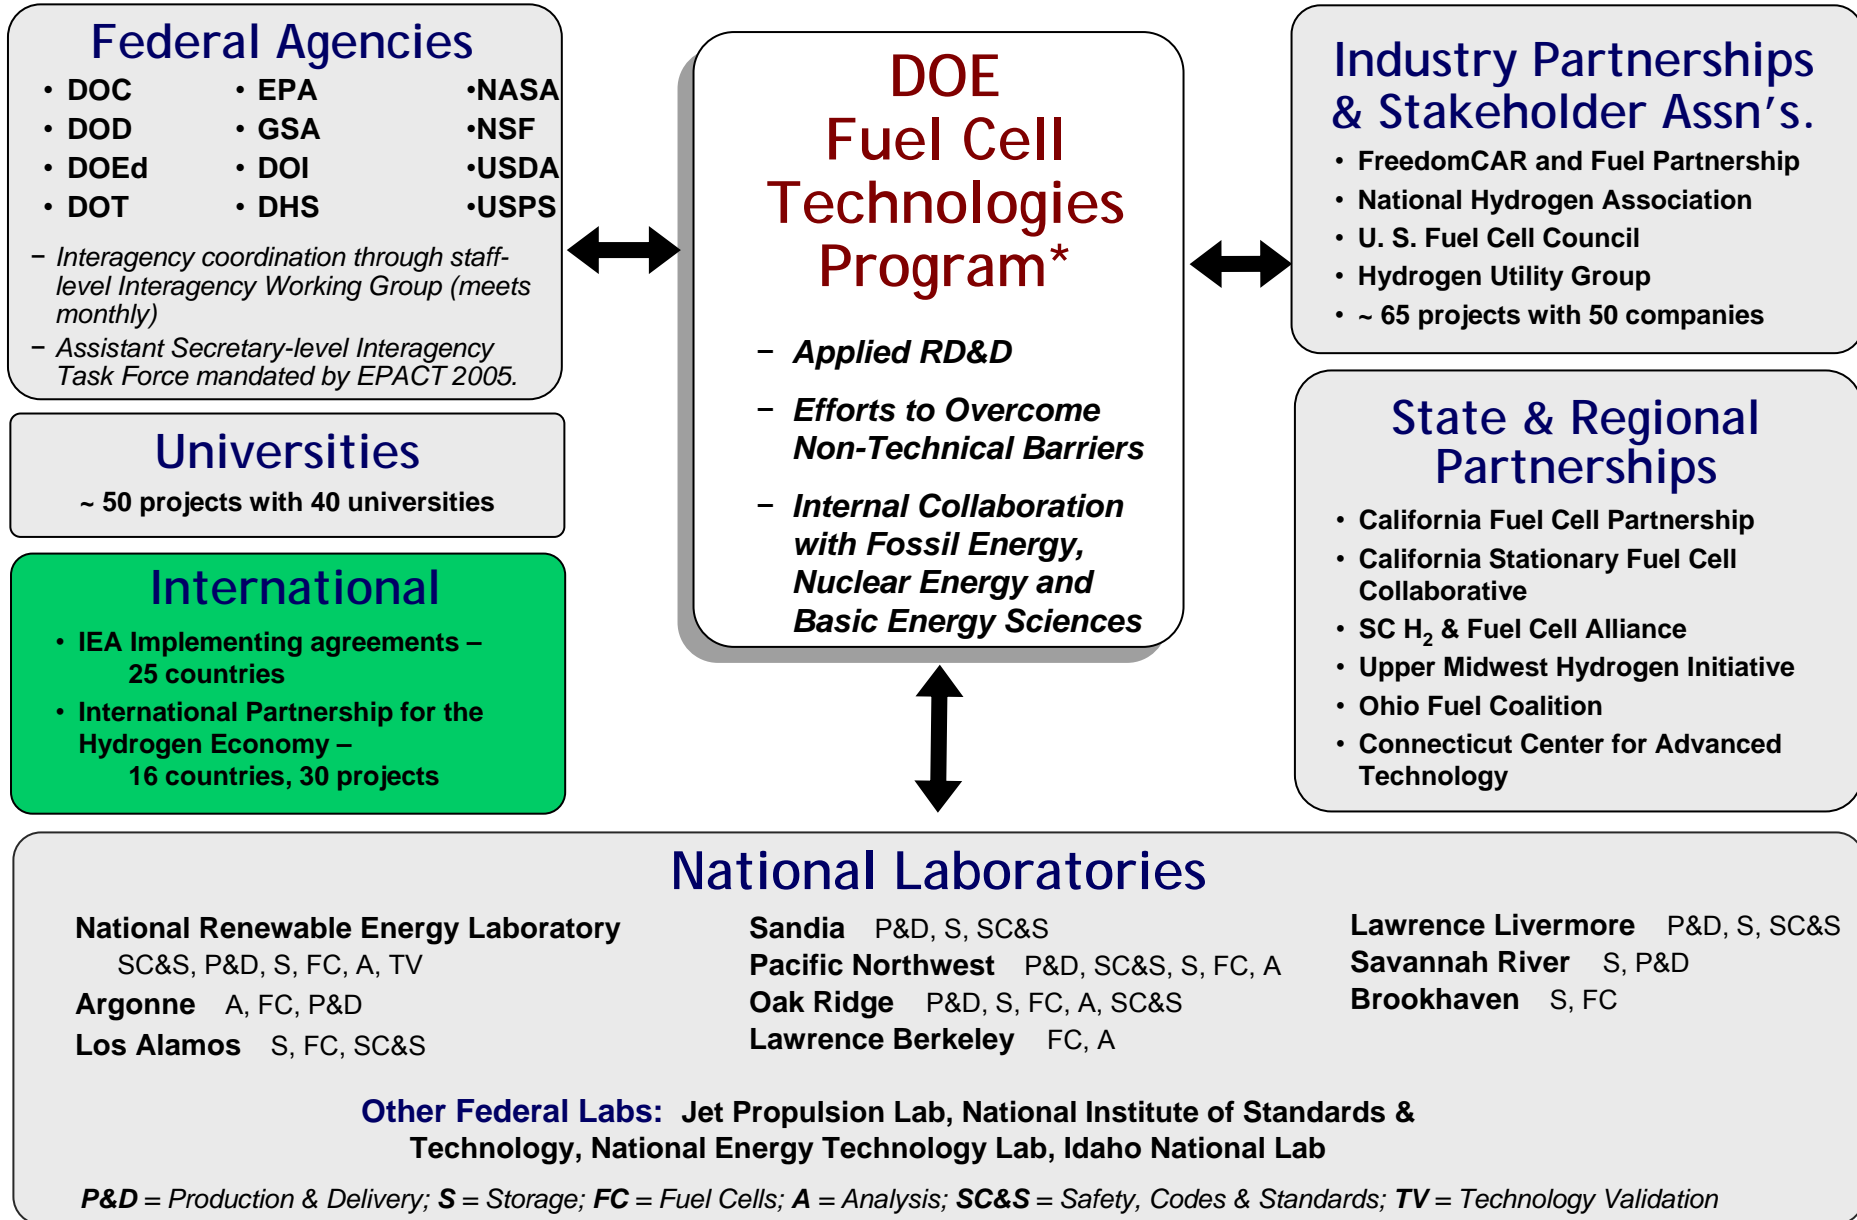 Federal Agencies
• DOC • EPA •NASA
• DOD • GSA •NSF
• DOEd • DOI •USDA
• DOT • DHS •USPS
– Interagency coordination through staff-
level Interagency Working Group (meets
monthly)
– Assistant Secretary-level Interagency
Task Force mandated by EPACT 2005.
Universities
~ 50 projects with 40 universities
International
• IEA Implementing agreements –
25 countries
• International Partnership for the
Hydrogen Economy –
16 countries, 30 projects
DOE
Fuel Cell
Technologies
Program*
– Applied RD&D
– Efforts to Overcome
Non-Technical Barriers
– Internal Collaboration
with Fossil Energy,
Nuclear Energy and
Basic Energy Sciences
Industry Partnerships
& Stakeholder Assn's.
• FreedomCAR and Fuel Partnership
• National Hydrogen Association
• U. S. Fuel Cell Council
• Hydrogen Utility Group
• ~ 65 projects with 50 companies
State & Regional
Partnerships
• California Fuel Cell Partnership
• California Stationary Fuel Cell
Collaborative
• SC H2 & Fuel Cell Alliance
• Upper Midwest Hydrogen Initiative
• Ohio Fuel Coalition
• Connecticut Center for Advanced
Technology
National Laboratories
National Renewable Energy Laboratory
SC&S, P&D, S, FC, A, TV
Argonne A, FC, P&D
Los Alamos S, FC, SC&S
Sandia P&D, S, SC&S
Pacific Northwest P&D, SC&S, S, FC, A
Oak Ridge P&D, S, FC, A, SC&S
Lawrence Berkeley FC, A
Lawrence Livermore P&D, S, SC&S
Savannah River S, P&D
Brookhaven S, FC
Other Federal Labs: Jet Propulsion Lab, National Institute of Standards &
Technology, National Energy Technology Lab, Idaho National Lab
P&D = Production & Delivery; S = Storage; FC = Fuel Cells; A = Analysis; SC&S = Safety, Codes & Standards; TV = Technology Validation